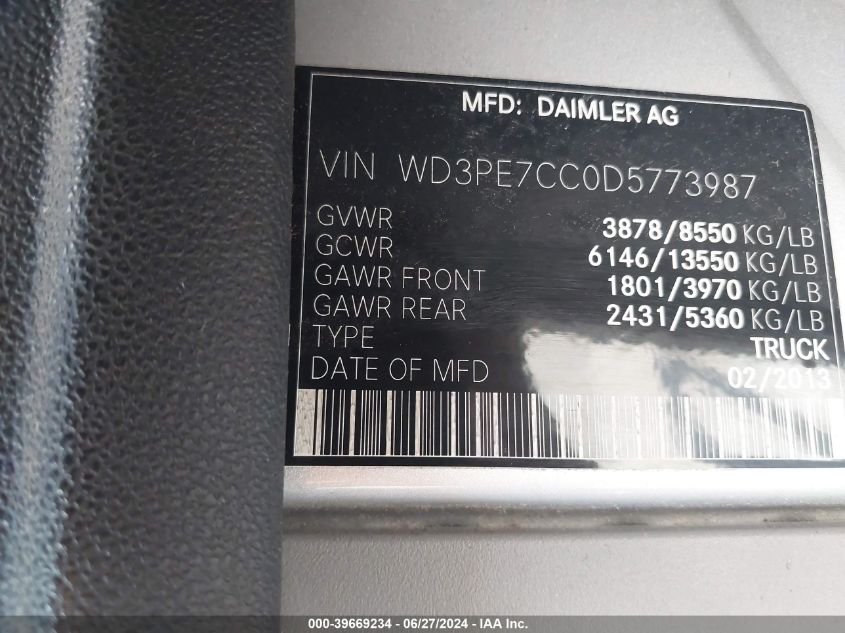 MFD: DAIMLER AG
VIN WD3PE7CC0D5773987
GVWR 3878/8550 KG/LB
GCWR 6146/13550 KG/LB
GAWR FRONT 1801/3970 KG/LB
GAWR REAR 2431/5360 KG/LB
TYPE TRUCK
DATE OF MFD 02/2013
000-39669234 - 06/27/2024 - IAA Inc.